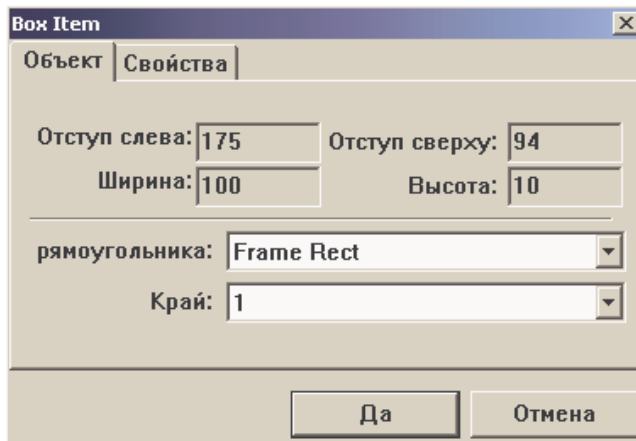 Box Item
Объект Свойства
Отступ слева: 175 Отступ сверху: 94
Ширина: 100 Высота: 10
рямоугольника: Frame Rect
Край: 1
Да Отмена